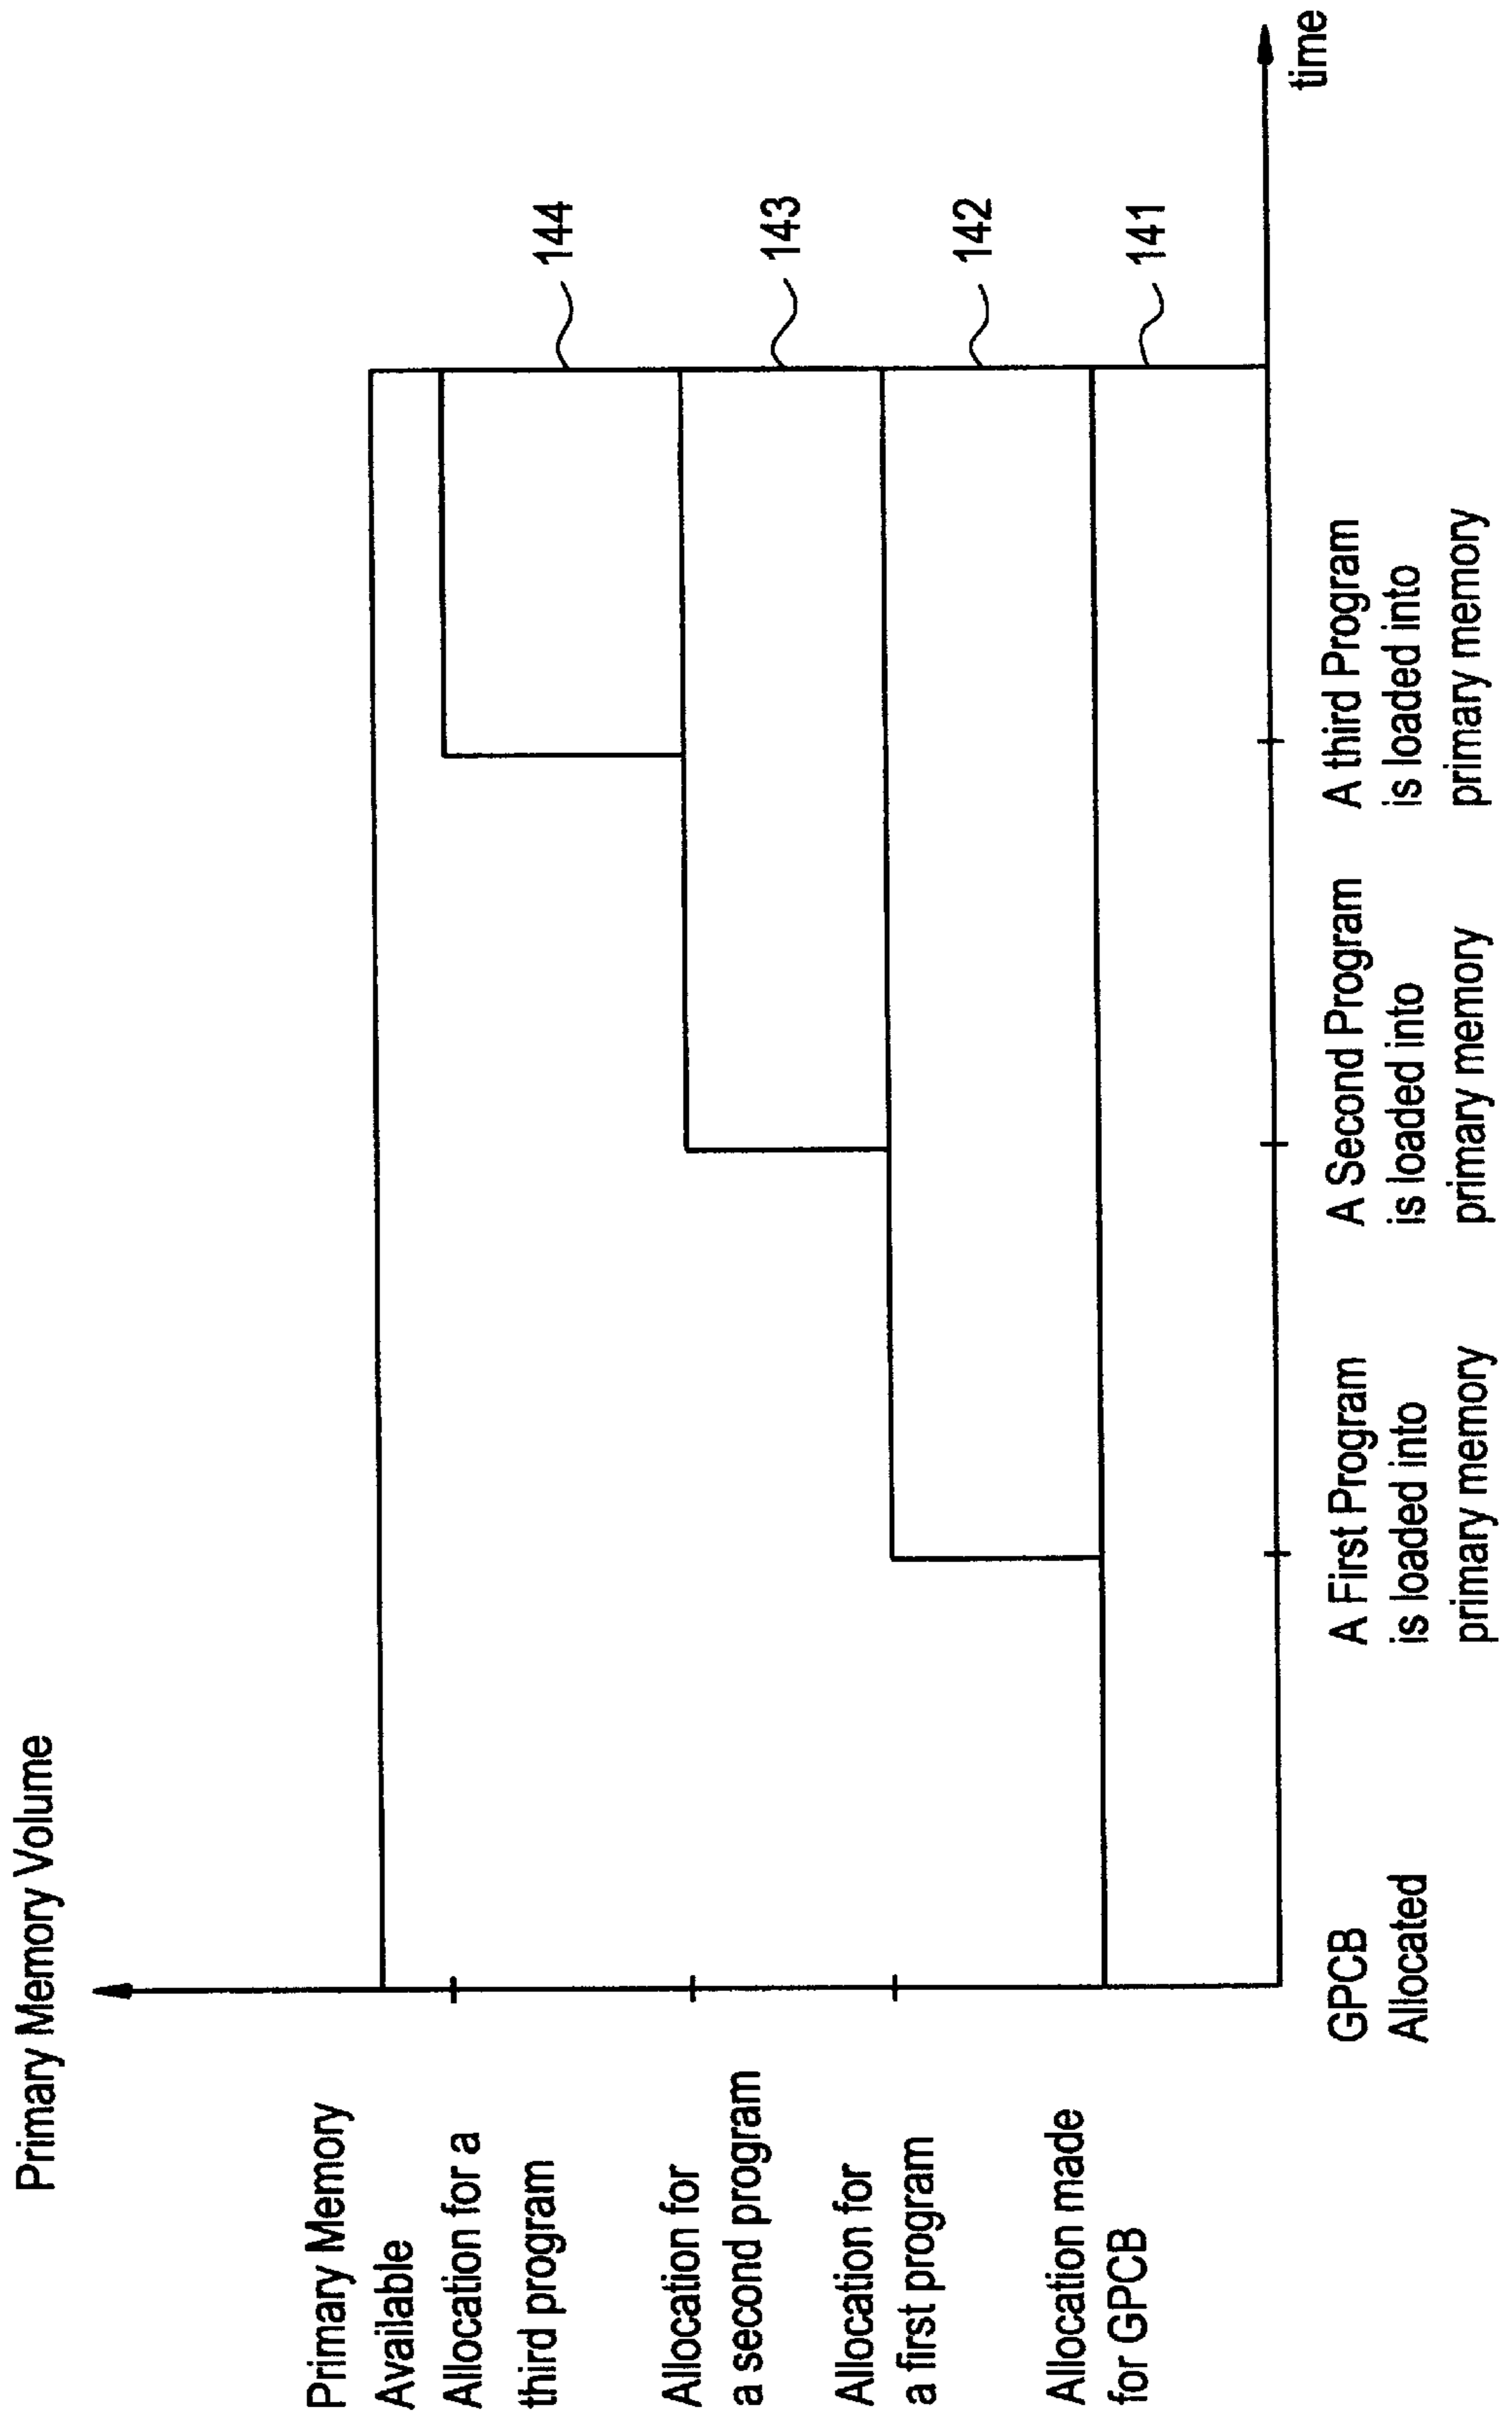 Primary Memory Volume
Primary Memory
Available
Allocation for a
third program
Allocation for
a second program
Allocation for
a first program
Allocation made
for GPCB
144
143
142
141
time
GPCB
Allocated
A First Program
is loaded into
primary memory
A Second Program
is loaded into
primary memory
A third Program
is loaded into
primary memory